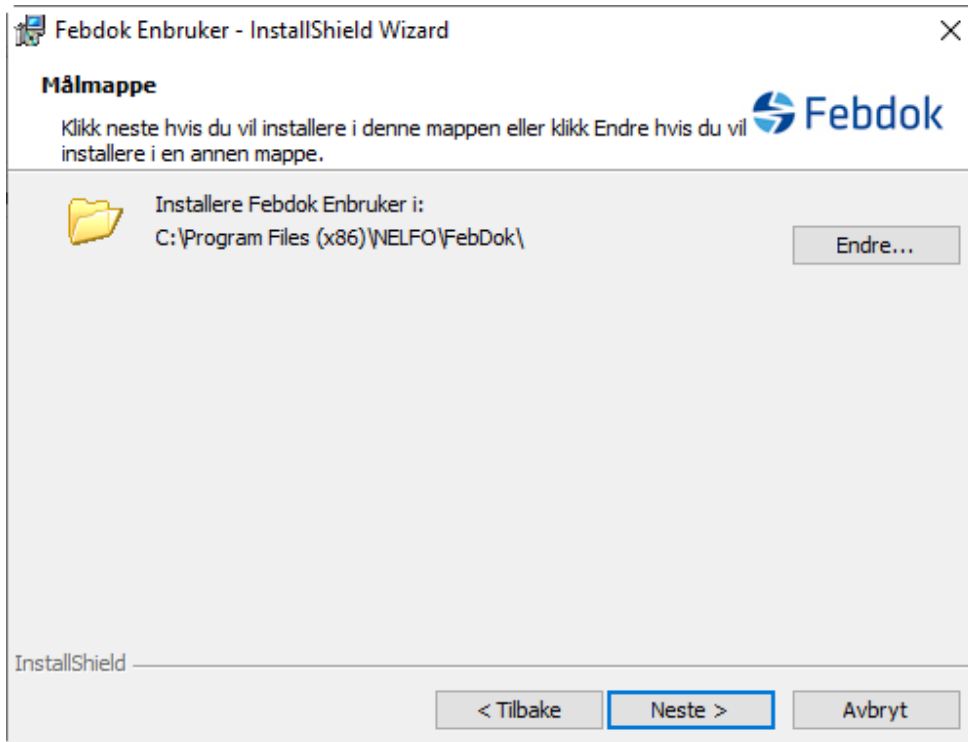 Febdok Enbruker - InstallShield Wizard
Målmappe
Klikk neste hvis du vil installere i denne mappen eller klikk Endre hvis du vil
installere i en annen mappe.
Febdok
Installere Febdok Enbruker i:
C:\Program Files (x86)\NELFO\FebDok\
Endre...
InstallShield
< Tilbake
Neste >
Avbryt